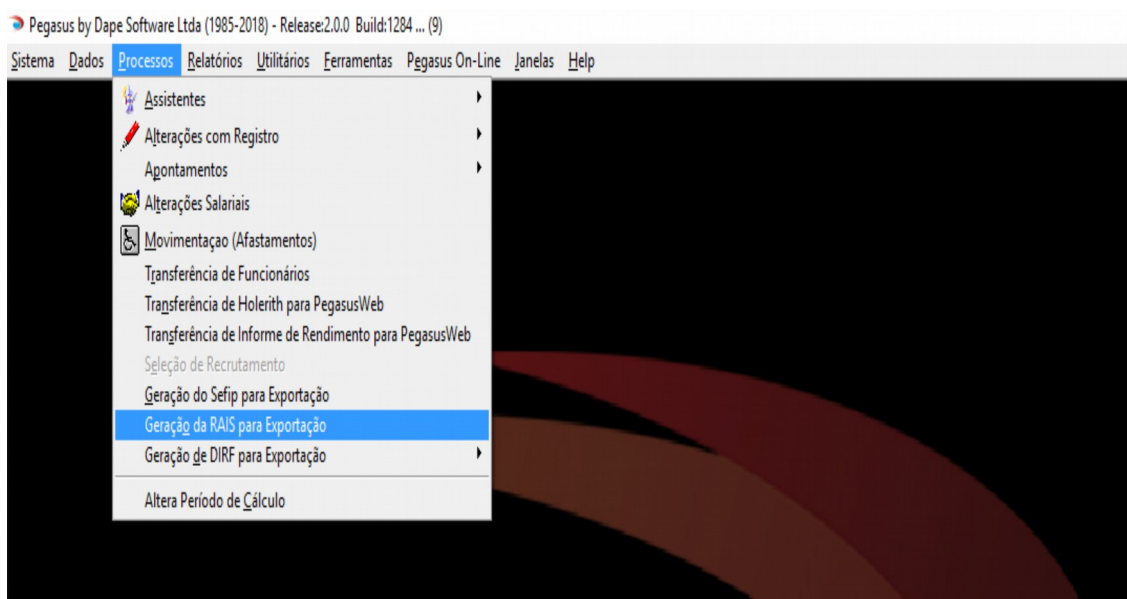 Pegasus by Dape Software Ltda (1985-2018) - Release:2.0.0 Build:1284 ... (9)
Sistema Dados Processos Relatórios Utilitários Ferramentas Pegasus On-Line Janelas Help
Assistentes
Alterações com Registro
Apontamentos
Alterações Salariais
Movimentaçao (Afastamentos)
Transferência de Funcionários
Transferência de Holerith para PegasusWeb
Transferência de Informe de Rendimento para PegasusWeb
Seleção de Recrutamento
Geração do Sefip para Exportação
Geração da RAIS para Exportação
Geração de DIRF para Exportação
Altera Período de Cálculo